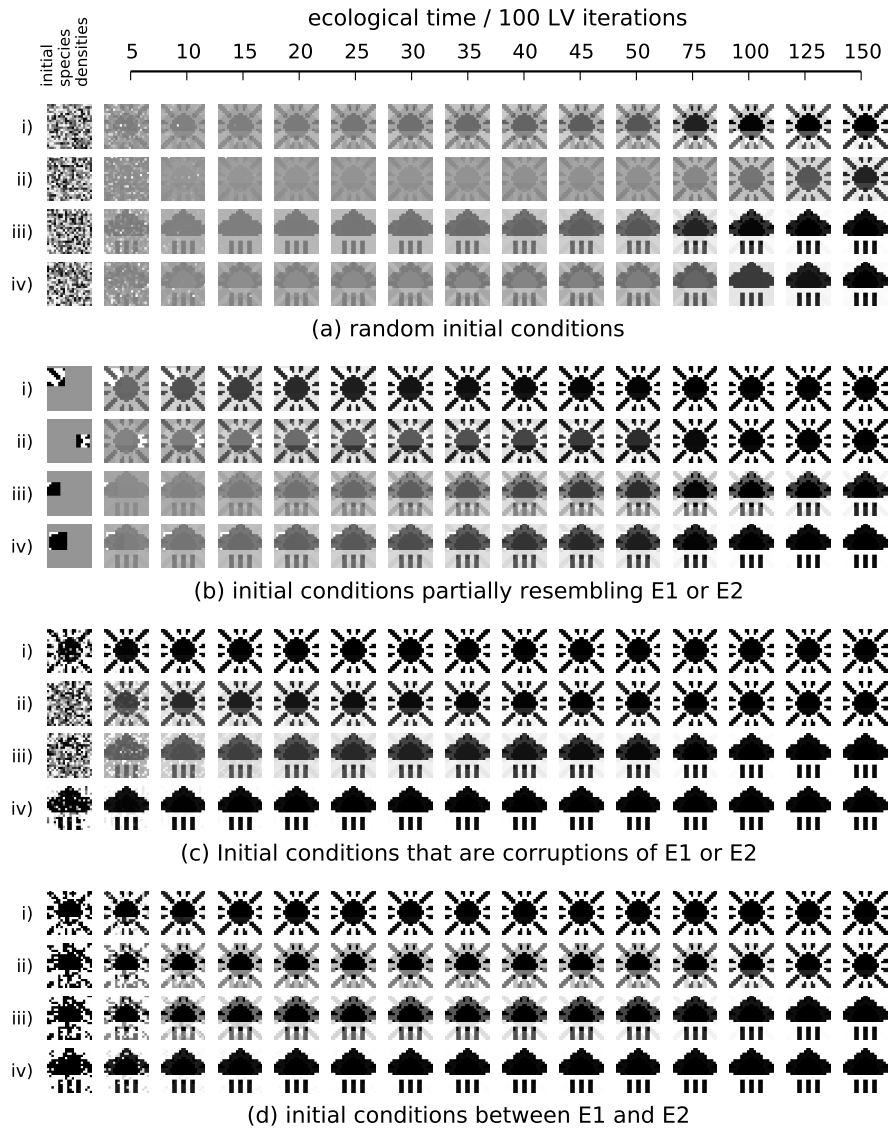 ecological time / 100 LV iterations
initial
species
densities
5 10 15 20 25 30 35 40 45 50 75 100 125 150
i)
ii)
iii)
iv)
(a) random initial conditions
i)
ii)
iii)
iv)
(b) initial conditions partially resembling E1 or E2
i)
ii)
iii)
iv)
(c) Initial conditions that are corruptions of E1 or E2
i)
ii)
iii)
iv)
(d) initial conditions between E1 and E2